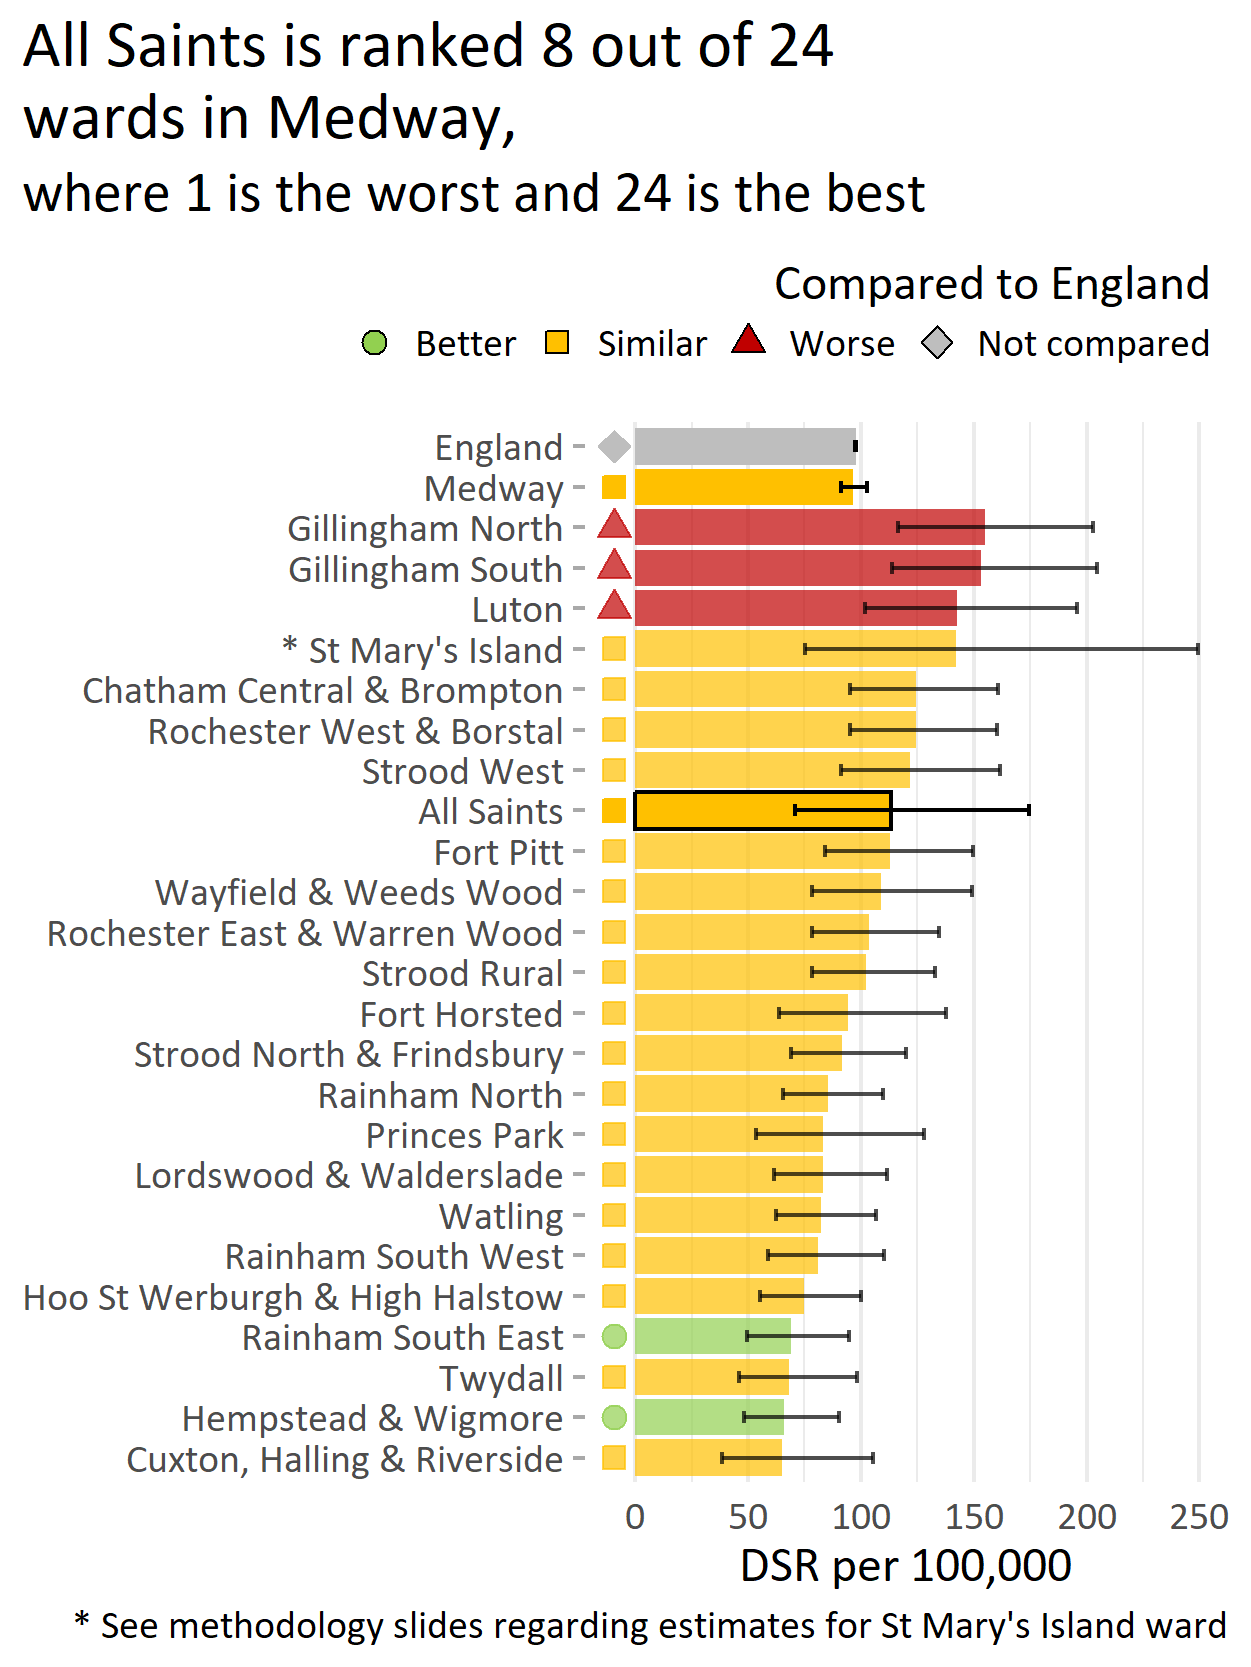 All Saints is ranked 8 out of 24
wards in Medway,
where 1 is the worst and 24 is the best
Compared to England
Better Similar Worse Not compared
England
Medway
Gillingham North
Gillingham South
Luton
* St Mary's Island
Chatham Central & Brompton
Rochester West & Borstal
Strood West
All Saints
Fort Pitt
Wayfield & Weeds Wood
Rochester East & Warren Wood
Strood Rural
Fort Horsted
Strood North & Frindsbury
Rainham North
Princes Park
Lordswood & Walderslade
Watling
Rainham South West
Hoo St Werburgh & High Halstow
Rainham South East
Twydall
Hempstead & Wigmore
Cuxton, Halling & Riverside
0 50 100 150 200 250
DSR per 100,000
* See methodology slides regarding estimates for St Mary's Island ward